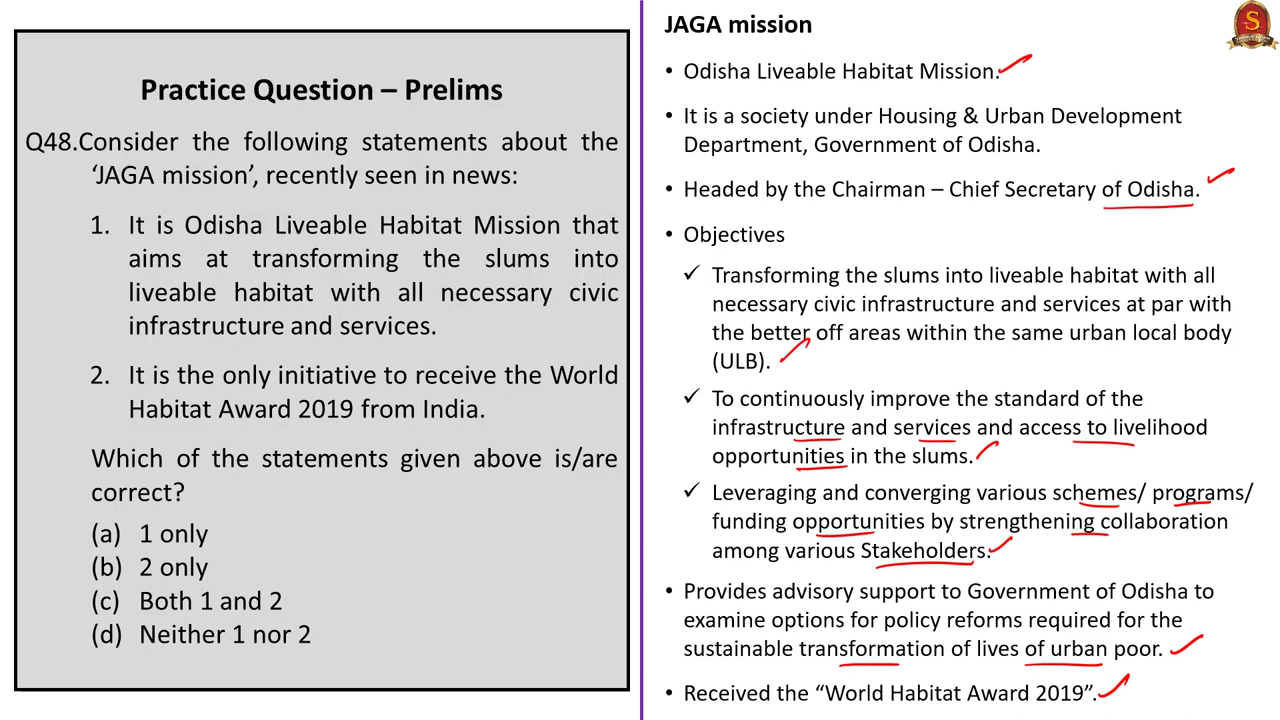 Practice Question – Prelims
Q48.Consider the following statements about the
‘JAGA mission’, recently seen in news:
1. It is Odisha Liveable Habitat Mission that
aims at transforming the slums into
liveable habitat with all necessary civic
infrastructure and services.
2. It is the only initiative to receive the World
Habitat Award 2019 from India.
Which of the statements given above is/are
correct?
(a) 1 only
(b) 2 only
(c) Both 1 and 2
(d) Neither 1 nor 2
JAGA mission
• Odisha Liveable Habitat Mission.
• It is a society under Housing & Urban Development
Department, Government of Odisha.
• Headed by the Chairman – Chief Secretary of Odisha.
• Objectives
✓ Transforming the slums into liveable habitat with all
necessary civic infrastructure and services at par with
the better off areas within the same urban local body
(ULB).
✓ To continuously improve the standard of the
infrastructure and services and access to livelihood
opportunities in the slums.
✓ Leveraging and converging various schemes/ programs/
funding opportunities by strengthening collaboration
among various Stakeholders.
• Provides advisory support to Government of Odisha to
examine options for policy reforms required for the
sustainable transformation of lives of urban poor.
• Received the “World Habitat Award 2019”.
S